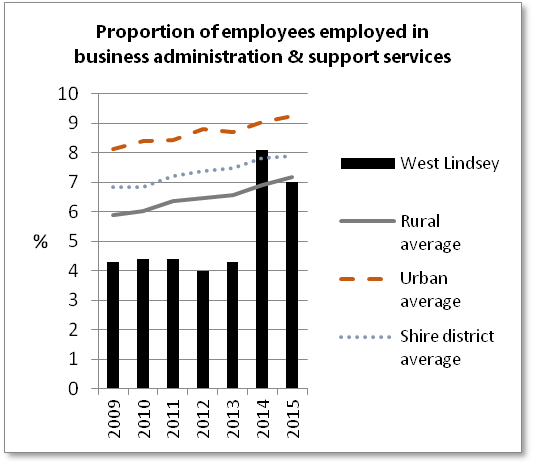 Proportion of employees employed in
business administration & support services
10
9
8
7
6
5
4
3
2
1
0
%
2009
2010
2011
2012
2013
2014
2015
West Lindsey
Rural
average
Urban
average
Shire district
average